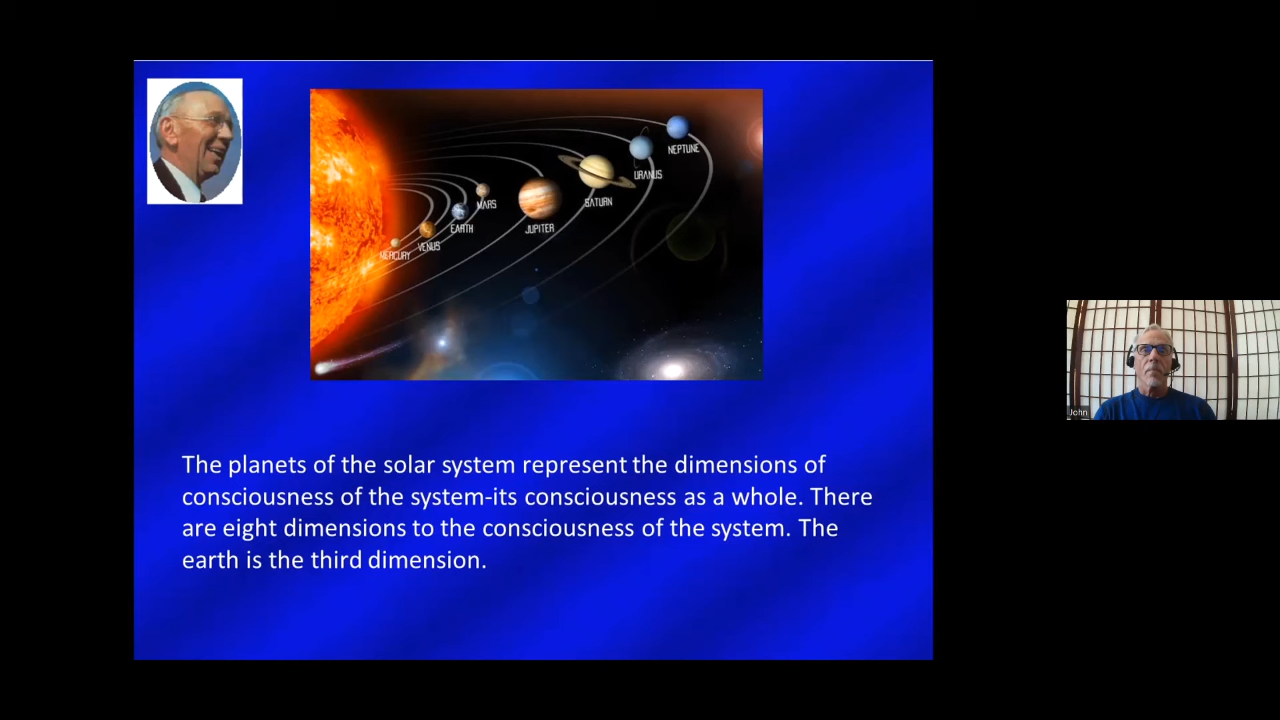 NEPTUNE
URANUS
SATURN
MARS
EARTH
JUPITER
VENUS
MERCURY
The planets of the solar system represent the dimensions of
consciousness of the system-its consciousness as a whole. There
are eight dimensions to the consciousness of the system. The
earth is the third dimension.
John